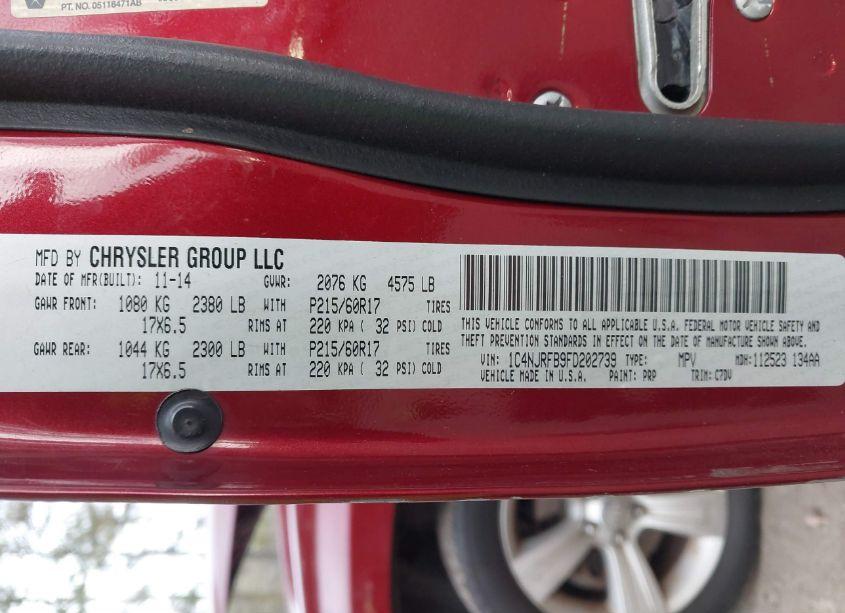 PT. NO. 05116471AB
MFD BY CHRYSLER GROUP LLC
DATE OF MFR(BUILT): 11-14 GVWR: 2076 KG 4575 LB
GAWR FRONT: 1080 KG 2380 LB WITH P215/60R17 TIRES
17X6.5 RIMS AT 220 KPA ( 32 PSI) COLD
GAWR REAR: 1044 KG 2300 LB WITH P215/60R17 TIRES
17X6.5 RIMS AT 220 KPA ( 32 PSI) COLD
THIS VEHICLE CONFORMS TO ALL APPLICABLE U.S.A. FEDERAL MOTOR VEHICLE SAFETY AND
THEFT PREVENTION STANDARDS IN EFFECT ON THE DATE OF MANUFACTURE SHOWN ABOVE.
VIN: 1C4NJRFB9FD202739 TYPE: MPV MDH: 112523 134AA
VEHICLE MADE IN U.S.A. PAINT: PRP TRIM: C7DV